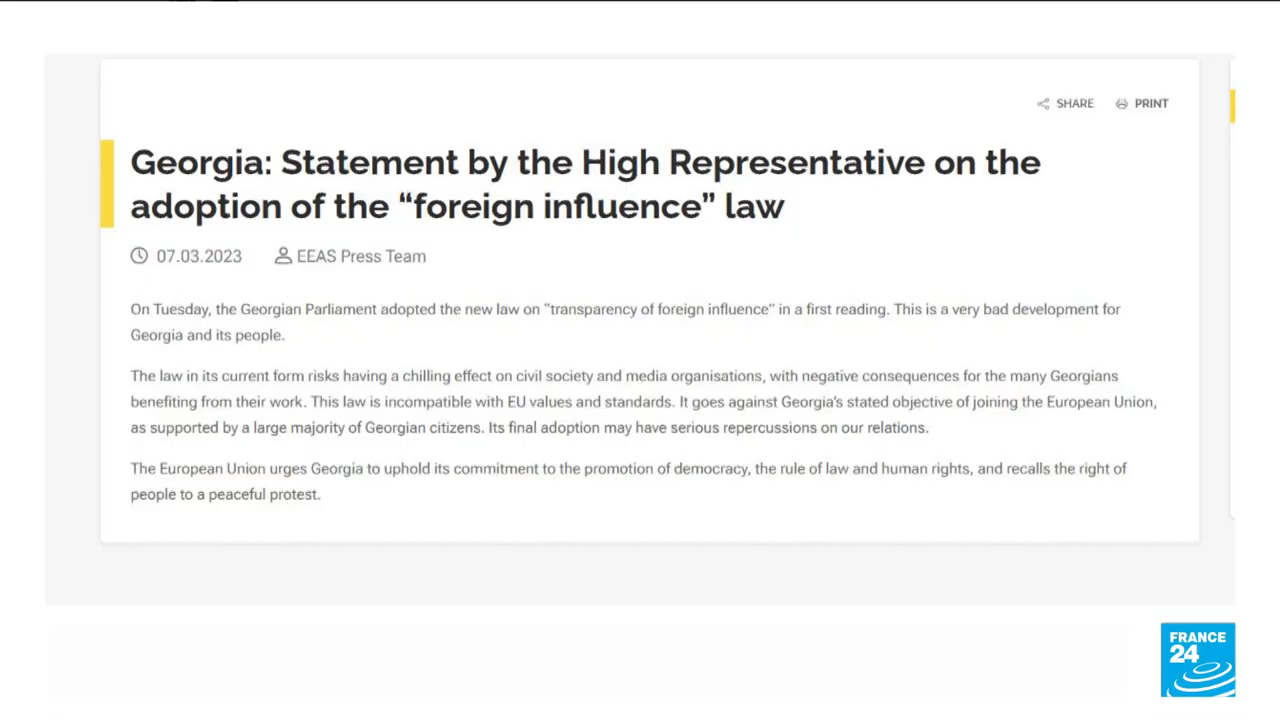 SHARE PRINT
Georgia: Statement by the High Representative on the
adoption of the “foreign influence” law
07.03.2023 EEAS Press Team
On Tuesday, the Georgian Parliament adopted the new law on “transparency of foreign influence” in a first reading. This is a very bad development for
Georgia and its people.
The law in its current form risks having a chilling effect on civil society and media organisations, with negative consequences for the many Georgians
benefiting from their work. This law is incompatible with EU values and standards. It goes against Georgia’s stated objective of joining the European Union,
as supported by a large majority of Georgian citizens. Its final adoption may have serious repercussions on our relations.
The European Union urges Georgia to uphold its commitment to the promotion of democracy, the rule of law and human rights, and recalls the right of
people to a peaceful protest.
FRANCE
24